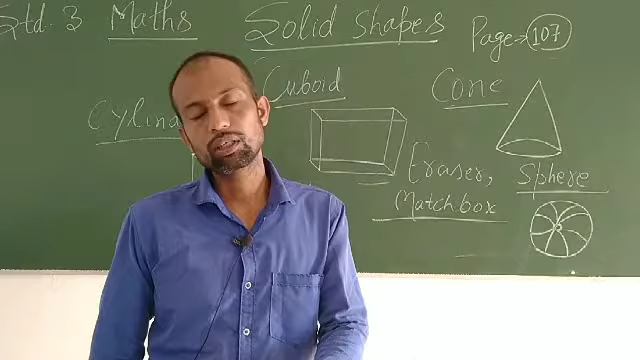 Std. 3 Maths
Solid Shapes
Page → 107
Cuboid
Cone
Eraser,
Matchbox
Sphere